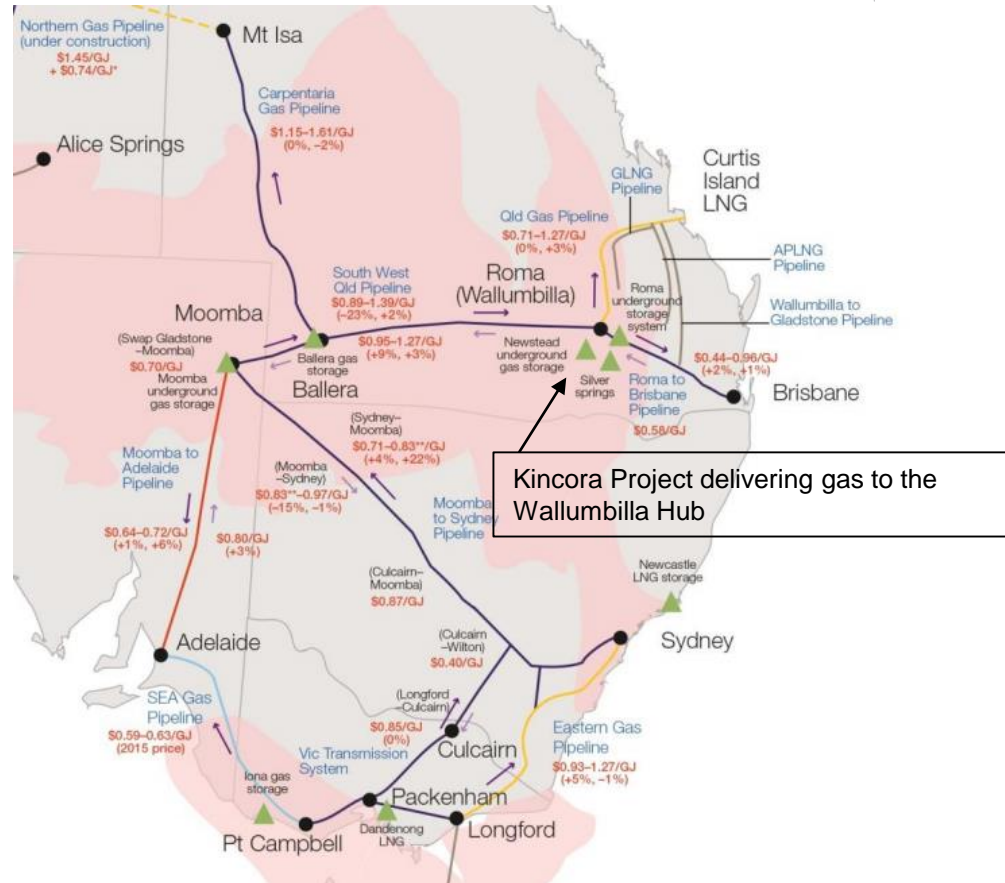 Northern Gas Pipeline
(under construction)
$1.45/GJ
+ $0.74/GJ*
Mt Isa
Carpentaria
Gas Pipeline
$1.15–1.61/GJ
(0%, –2%)
Alice Springs
Curtis
Island
LNG
GLNG
Pipeline
Qld Gas Pipeline
$0.71–1.27/GJ
(0%, +3%)
APLNG
Pipeline
South West
Qld Pipeline
$0.89–1.39/GJ
(–23%, +2%)
Roma
(Wallumbilla)
Roma
underground
storage
system
Wallumbilla to
Gladstone Pipeline
Moomba
(Swap Gladstone
–Moomba)
$0.70/GJ
Moomba
underground
gas storage
Ballera gas
storage
Ballera
$0.95–1.27/GJ
(+9%, +3%)
Newstead
underground
gas storage
Silver
springs
Roma to
Brisbane
Pipeline
$0.58/GJ
$0.44–0.96/GJ
(+2%, +1%)
Brisbane
(Sydney–
Moomba)
$0.71–0.83**/GJ
(+4%, +22%)
Kincora Project delivering gas to the
Wallumbilla Hub
Moomba to
Adelaide
Pipeline
$0.64–0.72/GJ
(+1%, +6%)
$0.80/GJ
(+3%)
(Moomba
–Sydney)
$0.83**–0.97/GJ
(–15%, –1%)
Moomba
to Sydney
Pipeline
(Culcairn–
Moomba)
$0.87/GJ
Newcastle
LNG storage
(Culcairn
–Wilton)
$0.40/GJ
Sydney
Adelaide
SEA Gas
Pipeline
$0.59–0.63/GJ
(2015 price)
(Longford
–Culcairn)
$0.85/GJ
(0%)
Culcairn
Eastern Gas
Pipeline
$0.93–1.27/GJ
(+5%, –1%)
Vic Transmission
System
Iona gas
storage
Packenham
Pt Campbell
Dandenong
LNG
Longford